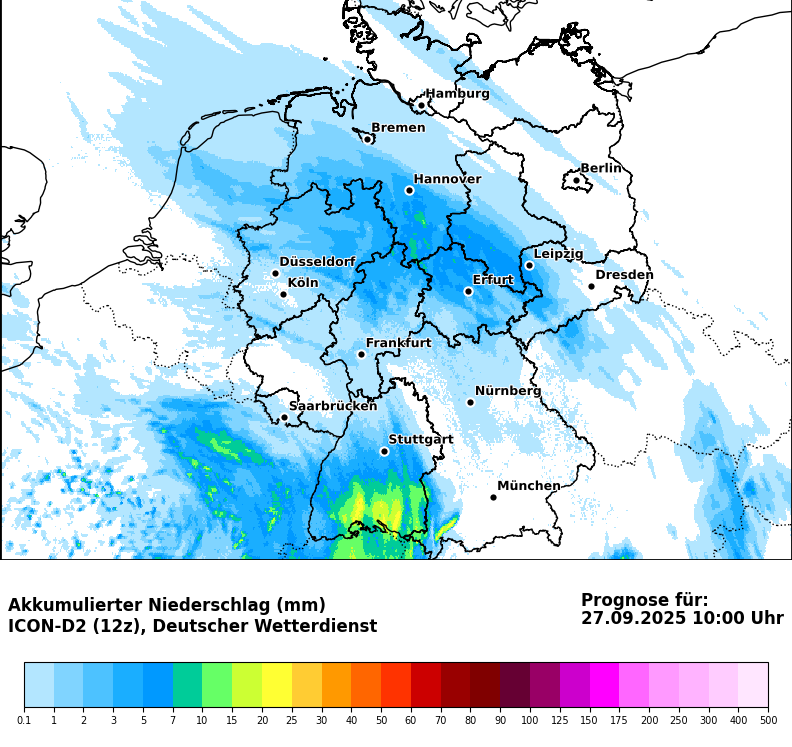 Hamburg
Bremen
Berlin
Hannover
Leipzig
Düsseldorf
Dresden
Köln
Erfurt
Frankfurt
Nürnberg
Saarbrücken
Stuttgart
München
Akkumulierter Niederschlag (mm)
ICON-D2 (12z), Deutscher Wetterdienst
Prognose für:
27.09.2025 10:00 Uhr
0.1 1 2 3 5 7 10 15 20 25 30 40 50 60 70 80 90 100 125 150 175 200 250 300 400 500